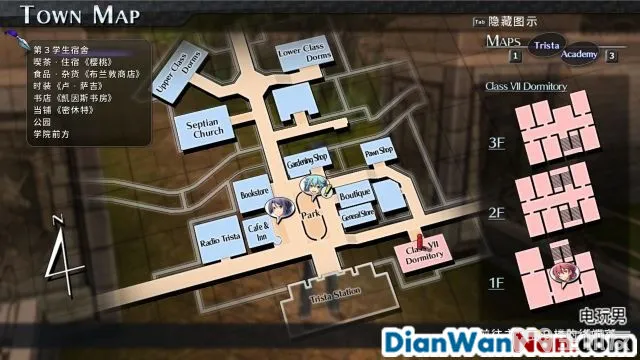 TOWN MAP
Tab 隐藏图示
MAPS
Trista
Academy
1
3
第3学生宿舍
喫茶·住宿《樱桃》
食品·杂货《布兰敦商店》
时装《卢·萨吉》
书店《凯因斯书房》
当铺《密休特》
公园
学院前方
Upper Class
Dorms
Lower Class
Dorms
Septian
Church
Gardening Shop
Pawn Shop
Bookstore
Boutique
Park
General Store
Cafe &
Inn
Radio Trista
Class VII
Dormitory
Trista Station
N
4
Class VII Dormitory
3F
2F
1F
电玩男
DianWanNan.com